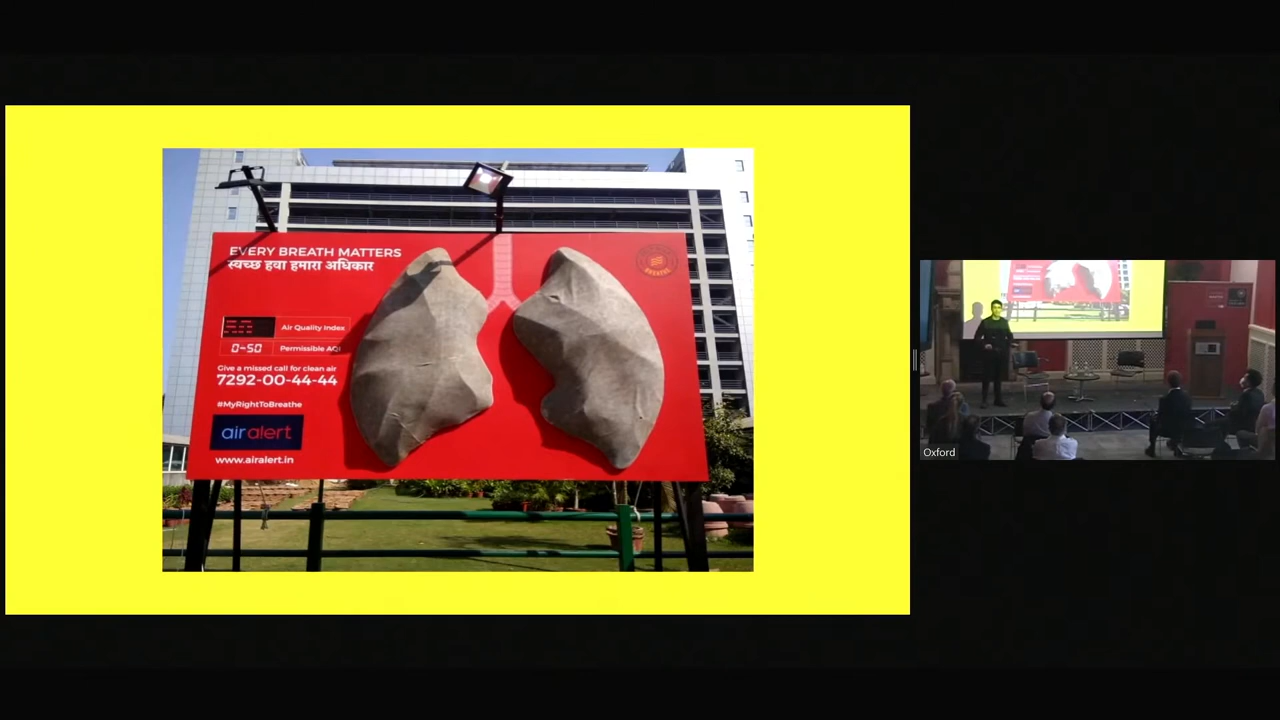 EVERY BREATH MATTERS
स्वच्छ हवा हमारा अधिकार
BREATHE
Air Quality Index
0-50 Permissible AQI
Give a missed call for clean air
7292-00-44-44
#MyRightToBreathe
airalert
www.airalert.in
Oxford